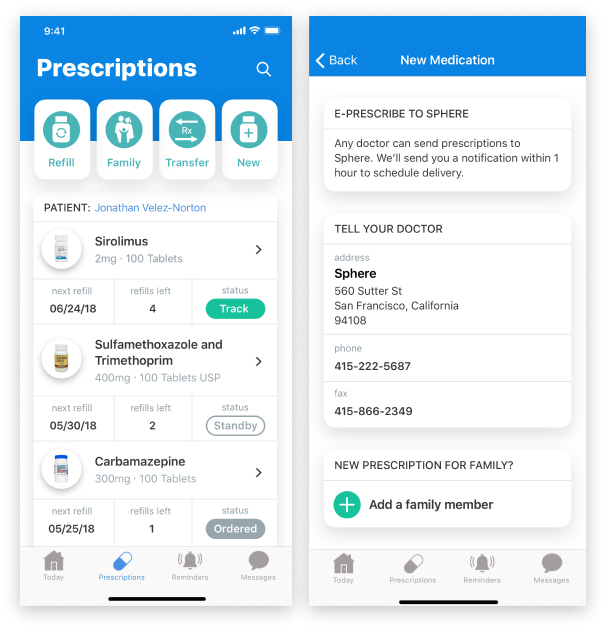 9:41
Prescriptions
Rx
Refill
Family
Transfer
New
PATIENT: Jonathan Velez-Norton
Sirolimus
2mg · 100 Tablets
next refill
06/24/18
refills left
4
status
Track
Sulfamethoxazole and
Trimethoprim
400mg · 100 Tablets USP
next refill
05/30/18
refills left
2
status
Standby
Carbamazepine
300mg · 100 Tablets
next refill
05/25/18
refills left
1
status
Ordered
Today
Prescriptions
Reminders
Messages
Back
New Medication
E-PRESCRIBE TO SPHERE
Any doctor can send prescriptions to
Sphere. We'll send you a notification within 1
hour to schedule delivery.
TELL YOUR DOCTOR
address
Sphere
560 Sutter St
San Francisco, California
94108
phone
415-222-5687
fax
415-866-2349
NEW PRESCRIPTION FOR FAMILY?
Add a family member
Today
Prescriptions
Reminders
Messages